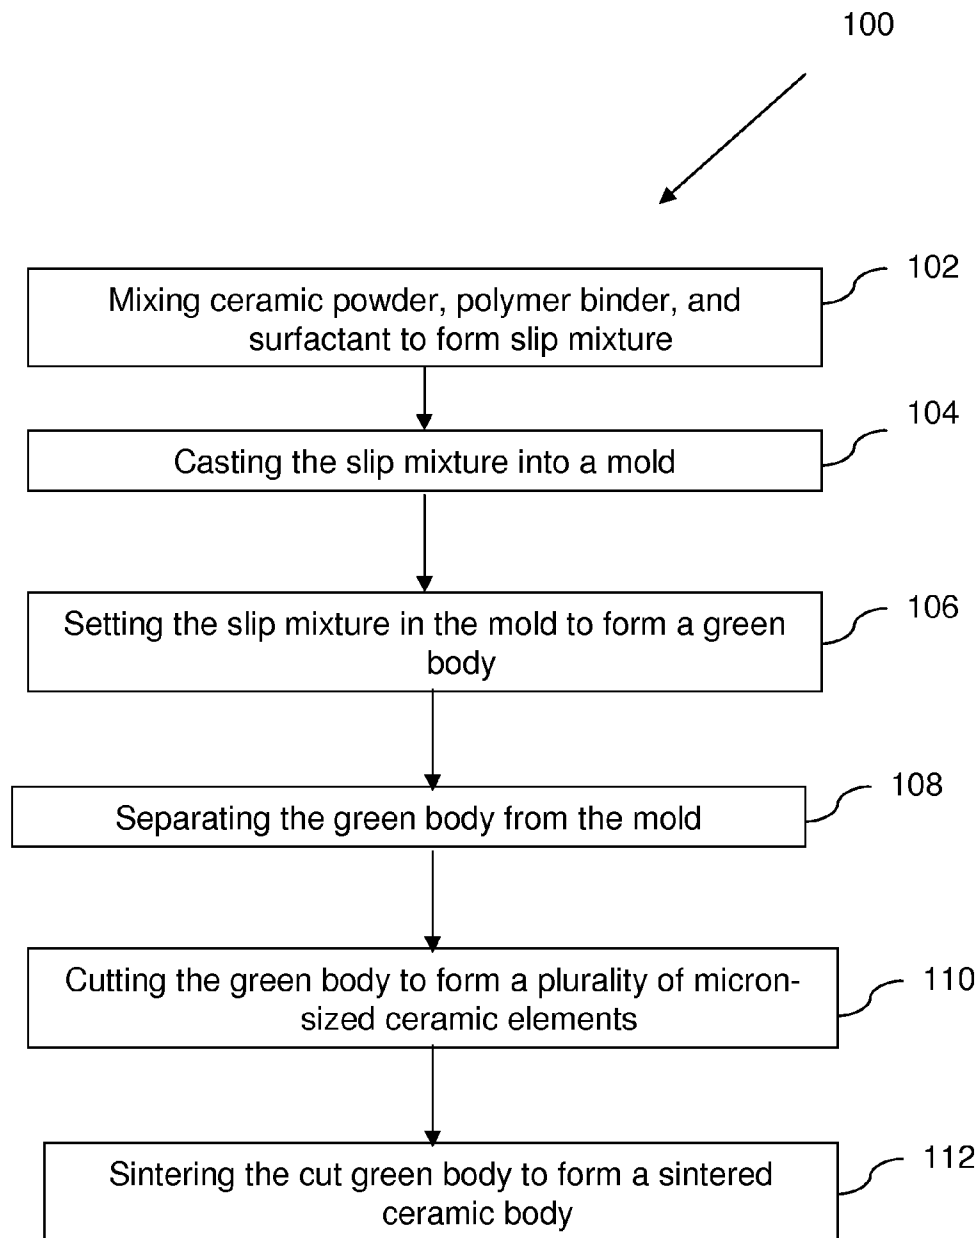 100
102
Mixing ceramic powder, polymer binder, and
surfactant to form slip mixture
104
Casting the slip mixture into a mold
106
Setting the slip mixture in the mold to form a green
body
108
Separating the green body from the mold
110
Cutting the green body to form a plurality of micron-
sized ceramic elements
112
Sintering the cut green body to form a sintered
ceramic body